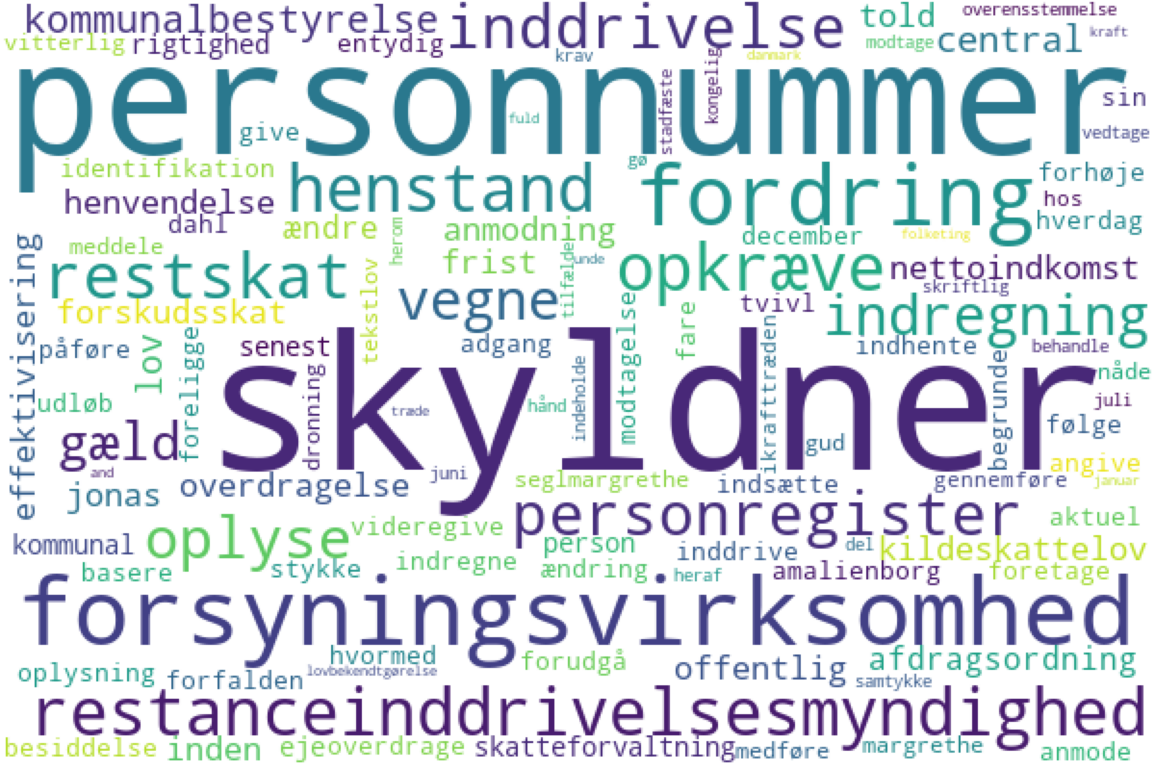 kommunalbestyrelse inddrivelse told overensstemmelse
vitterlig rigtighed entydig krav danmark modtage central kraft
personnummer
give fuld stadfæste kongelig sin vedtage
identifikation henstand gø fordring forhøje
henvendelse hos
dahl ændre herom anmodning december folketing hverdag
meddele frist tilfælde unde opkræve nettoindkomst
effektivisering restskat vegne skriftlig
forskudsskat tekstlov modtagelse fare tvivl indregning
påføre lov foreligge senest adgang ikrafttræden indhente behandle
skyldner
udløb dronning træde hånd indeholde begrunde nåde
juli
gæld gud følge
and juni angive
jonas overdragelse seglmargrethe indsætte gennemføre januar
oplyse videregive personregister aktuel
kommunal indregne person inddrive del kildeskattelov
basere stykke ændring heraf amalienborg foretage
forsyningsvirksomhed
oplysning hvormed forudgå offentlig afdragsordning
forfalden lovbekendtgørelse samtykke
restanceinddrivelsesmyndighed
besiddelse inden ejeroverdrage skatteforvaltning medføre margrethe anmode